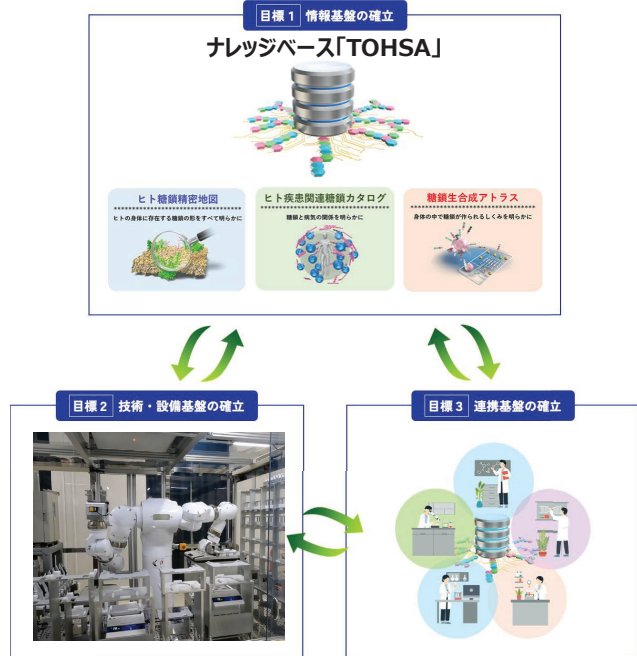 目標1 情報基盤の確立
ナレッジベース「TOHSA」
ヒト糖鎖精密地図
ヒトの身体に存在する糖鎖の形をすべて明らかに
ヒト疾患関連糖鎖カタログ
糖鎖と病気の関係を明らかに
糖鎖生合成アトラス
身体の中で糖鎖が作られるしくみを明らかに
目標2 技術・設備基盤の確立
目標3 連携基盤の確立